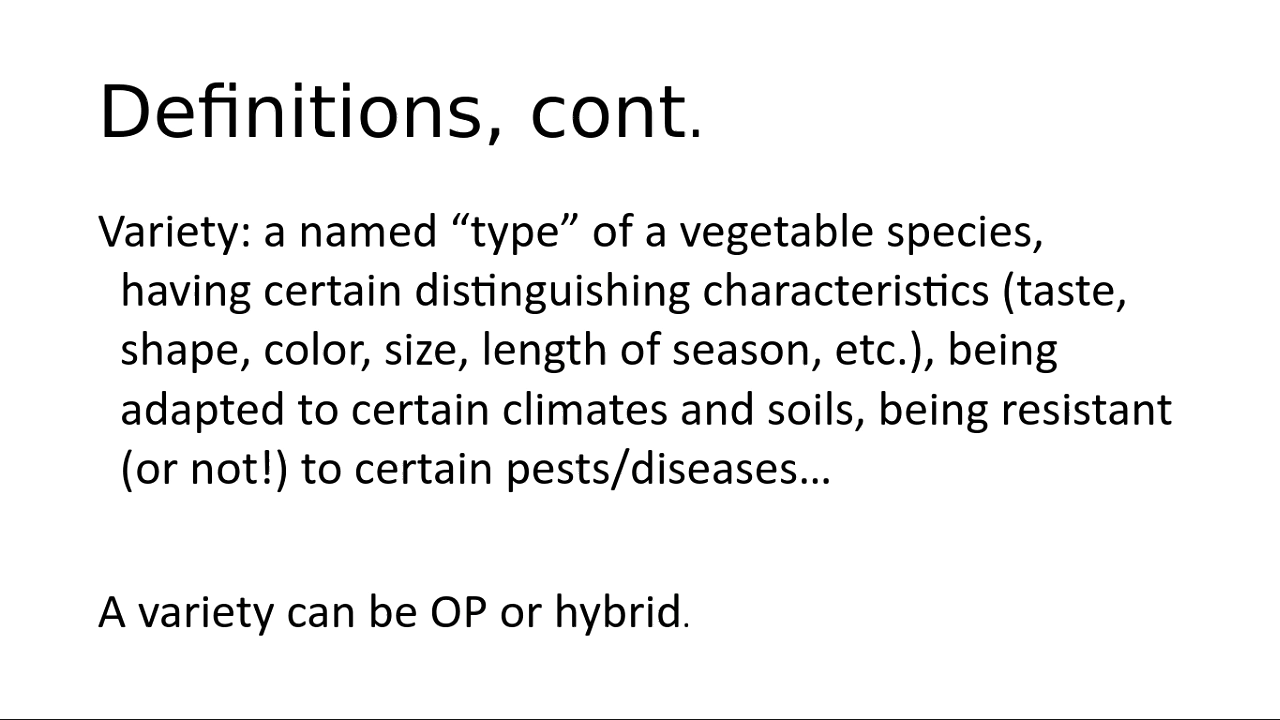 Definitions, cont.
Variety: a named “type” of a vegetable species,
having certain distinguishing characteristics (taste,
shape, color, size, length of season, etc.), being
adapted to certain climates and soils, being resistant
(or not!) to certain pests/diseases…
A variety can be OP or hybrid.